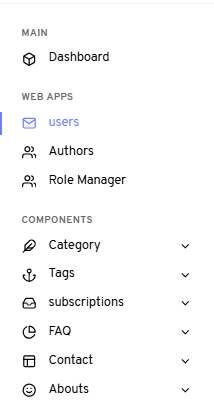 MAIN
Dashboard
WEB APPS
users
Authors
Role Manager
COMPONENTS
Category
Tags
subscriptions
FAQ
Contact
Abouts